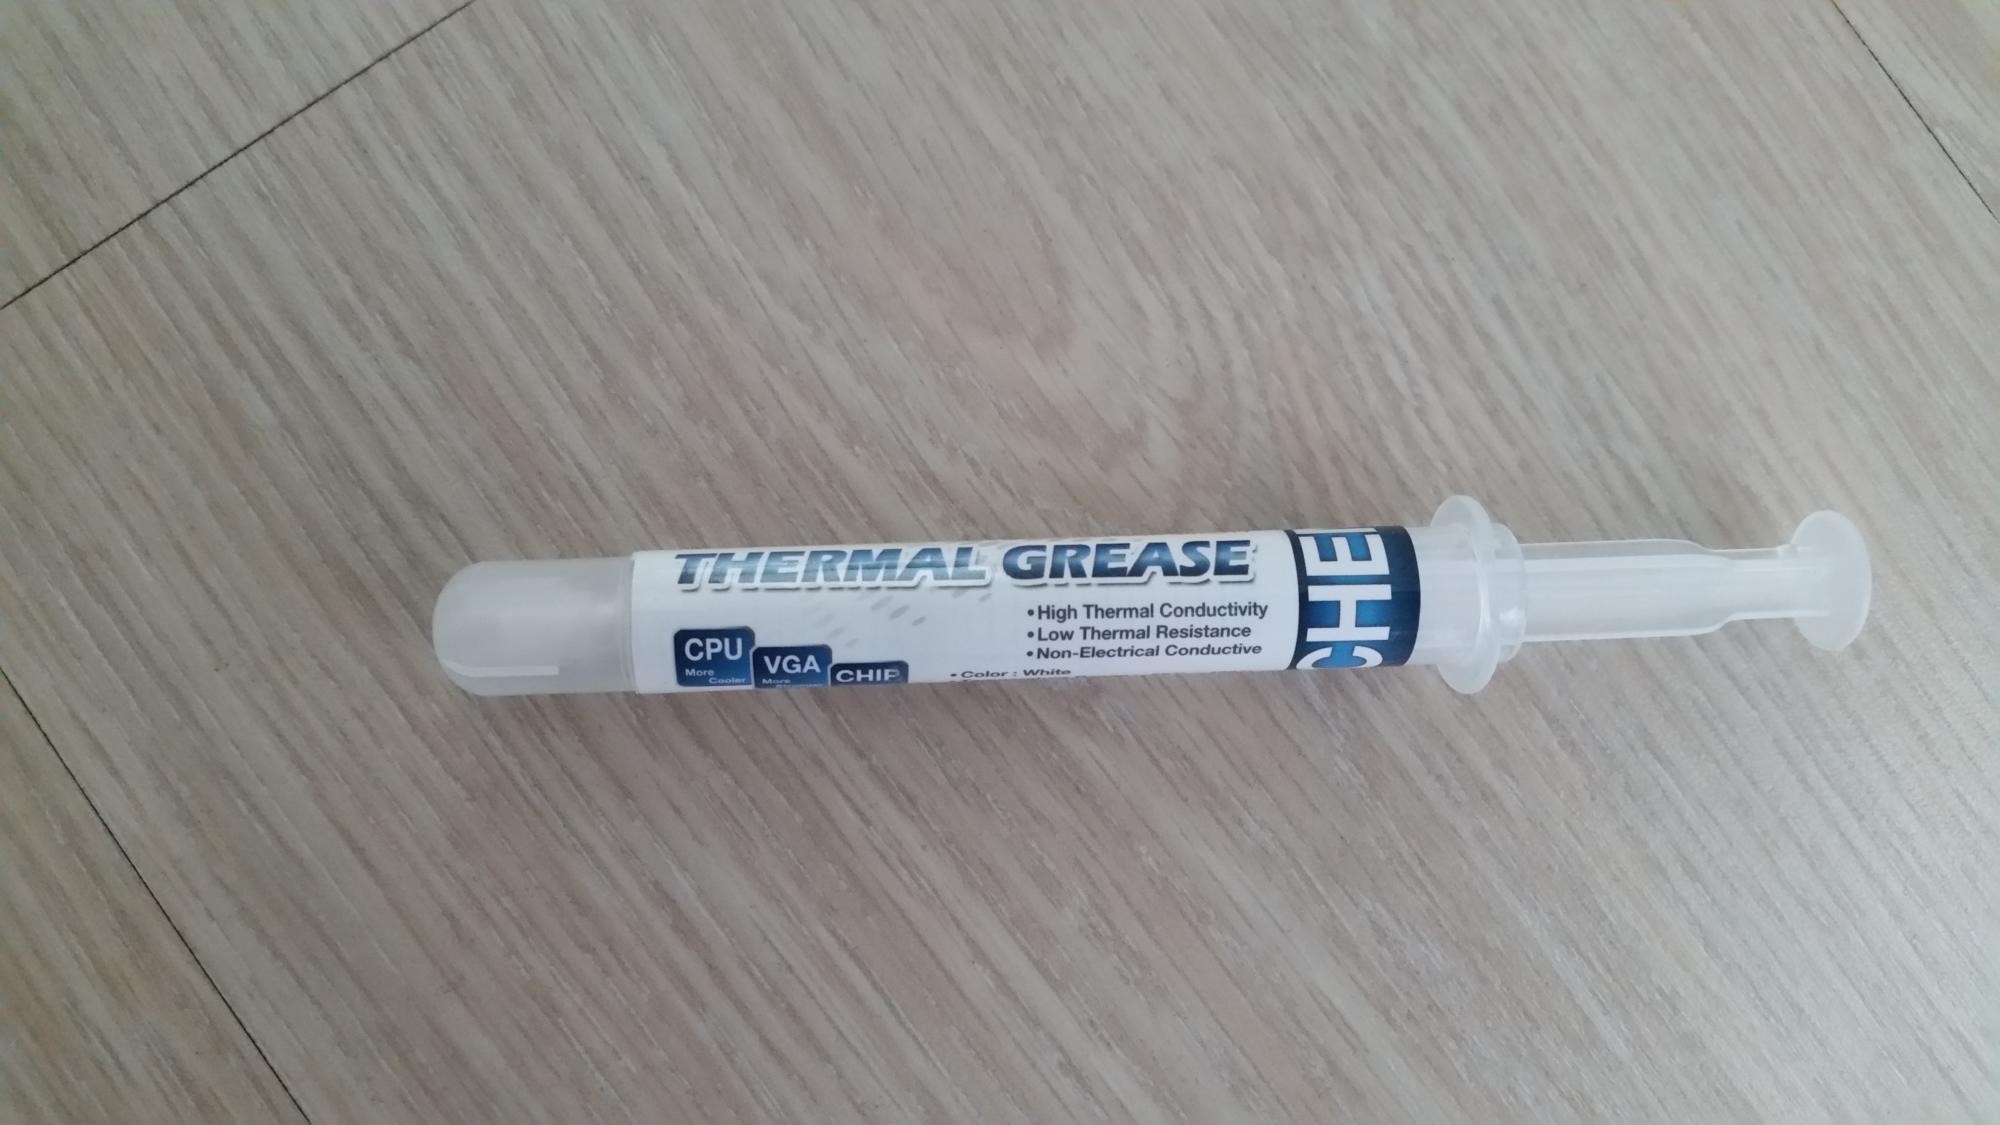 THERMAL GREASE
•High Thermal Conductivity
•Low Thermal Resistance
•Non-Electrical Conductive
•Color : White
CPU
More
Cooler
VGA
More
CHIP
CHE